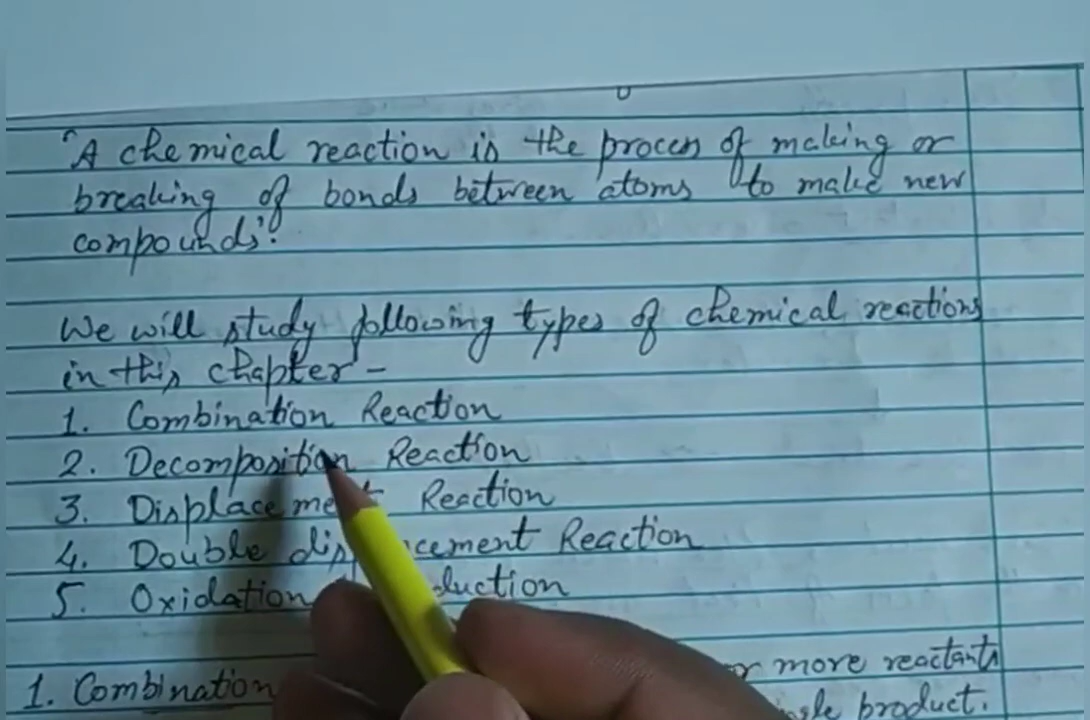 "A chemical reaction is the process of making or
breaking of bonds between atoms to make new
compounds".
We will study following types of chemical reactions
in this chapter -
1. Combination Reaction
2. Decomposition Reaction
3. Displacement Reaction
4. Double cement Reaction
5. Oxidation duction
1. Combination more reactants
product.